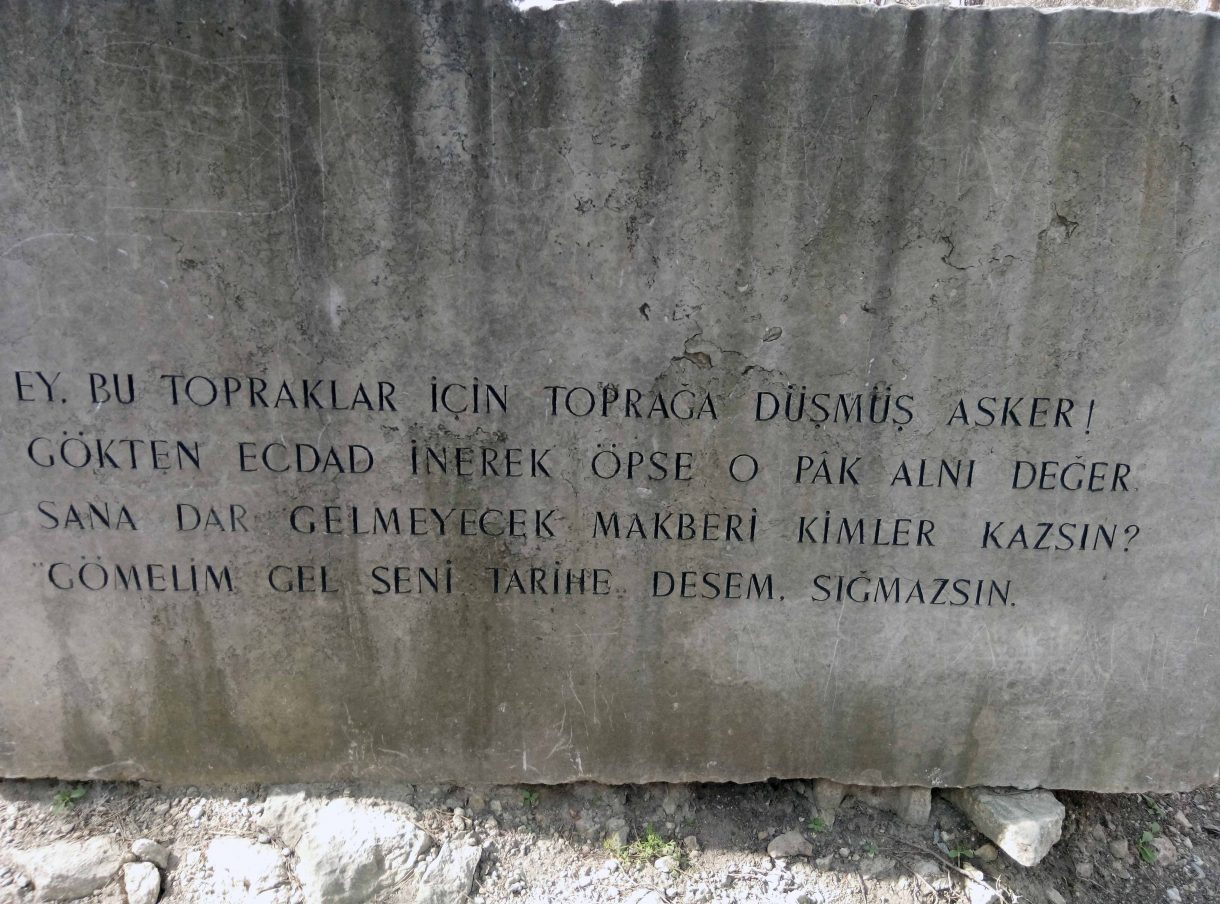 EY, BU TOPRAKLAR İÇİN TOPRAĞA DÜŞMÜŞ ASKER!
GÖKTEN ECDAD İNEREK ÖPSE O PÂK ALNI DEĞER.
SANA DAR GELMEYECEK MAKBERİ KİMLER KAZSIN?
"GÖMELİM GEL SENİ TARİHE" DESEM, SIĞMAZSIN.